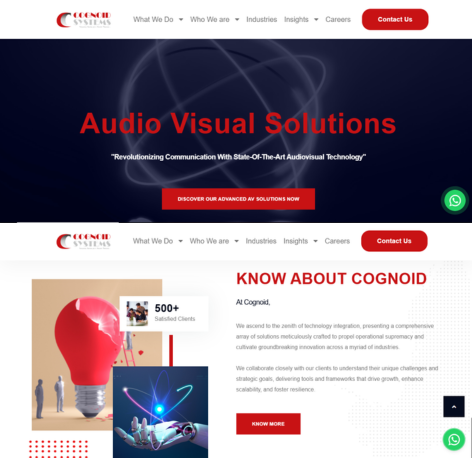 COGNOID
SYSTEMS
What We Do Who We are Industries Insights Careers Contact Us
Audio Visual Solutions
"Revolutionizing Communication With State-Of-The-Art Audiovisual Technology"
DISCOVER OUR ADVANCED AV SOLUTIONS NOW
COGNOID
SYSTEMS
What We Do Who We are Industries Insights Careers Contact Us
KNOW ABOUT COGNOID
500+
Satisfied Clients
At Cognoid,
We ascend to the zenith of technology integration, presenting a comprehensive
array of solutions meticulously crafted to propel operational supremacy and
cultivate groundbreaking innovation across a myriad of industries.
We collaborate closely with our clients to understand their unique challenges and
strategic goals, delivering tools and frameworks that drive growth, enhance
scalability, and foster resilience.
KNOW MORE